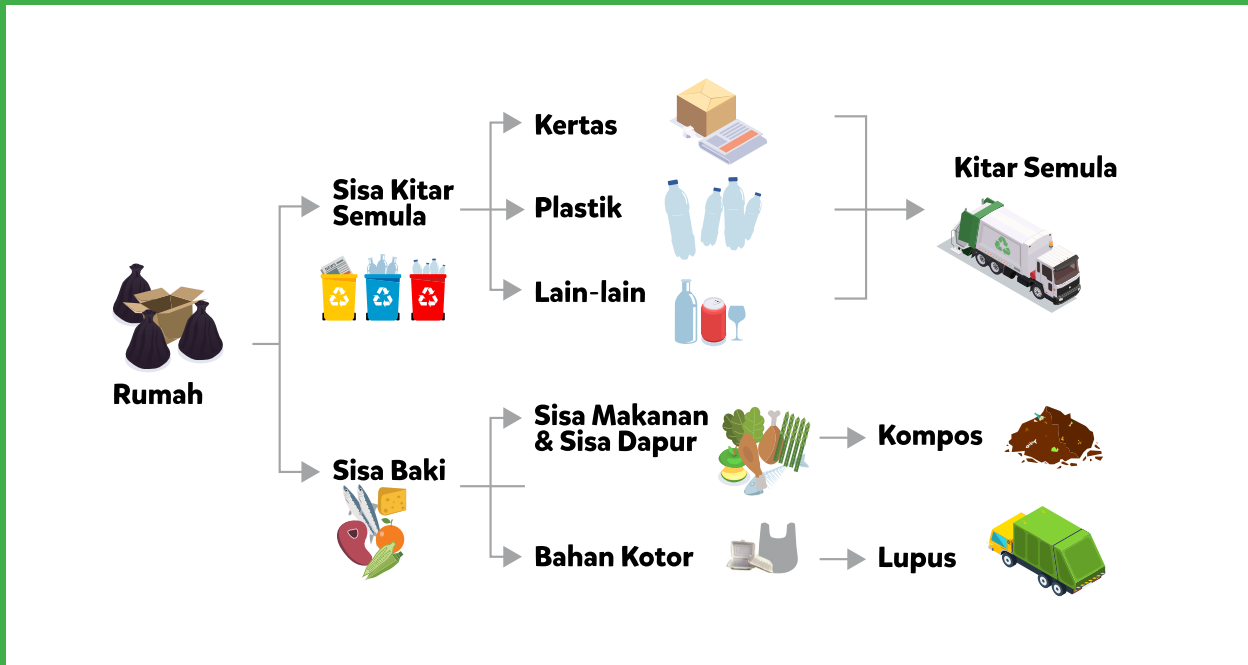 Rumah
Sisa Kitar
Semula
Kertas
Plastik
Lain-lain
Kitar Semula
Sisa Baki
Sisa Makanan
& Sisa Dapur
Kompos
Bahan Kotor
Lupus